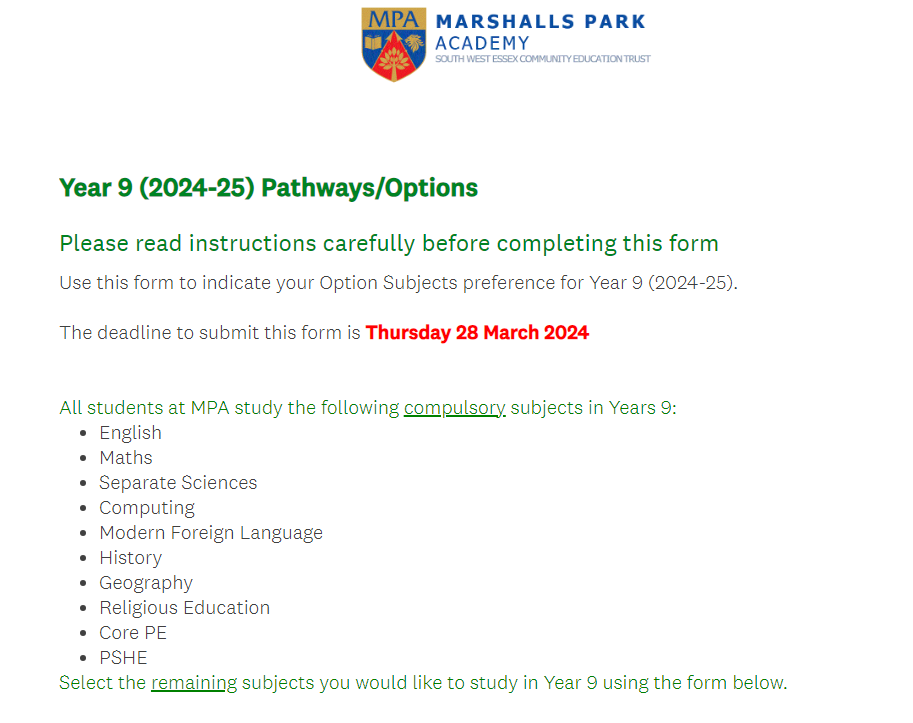 MPA
MARSHALLS PARK
ACADEMY
SOUTH WEST ESSEX COMMUNITY EDUCATION TRUST
Year 9 (2024-25) Pathways/Options
Please read instructions carefully before completing this form
Use this form to indicate your Option Subjects preference for Year 9 (2024-25).
The deadline to submit this form is Thursday 28 March 2024
All students at MPA study the following compulsory subjects in Years 9:
• English
• Maths
• Separate Sciences
• Computing
• Modern Foreign Language
• History
• Geography
• Religious Education
• Core PE
• PSHE
Select the remaining subjects you would like to study in Year 9 using the form below.